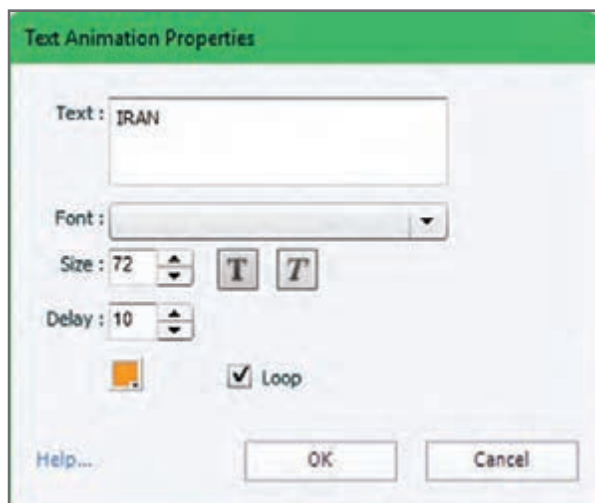 Text Animation Properties
Text : IRAN
Font :
Size : 72 T T
Delay : 10
Loop
Help... OK Cancel